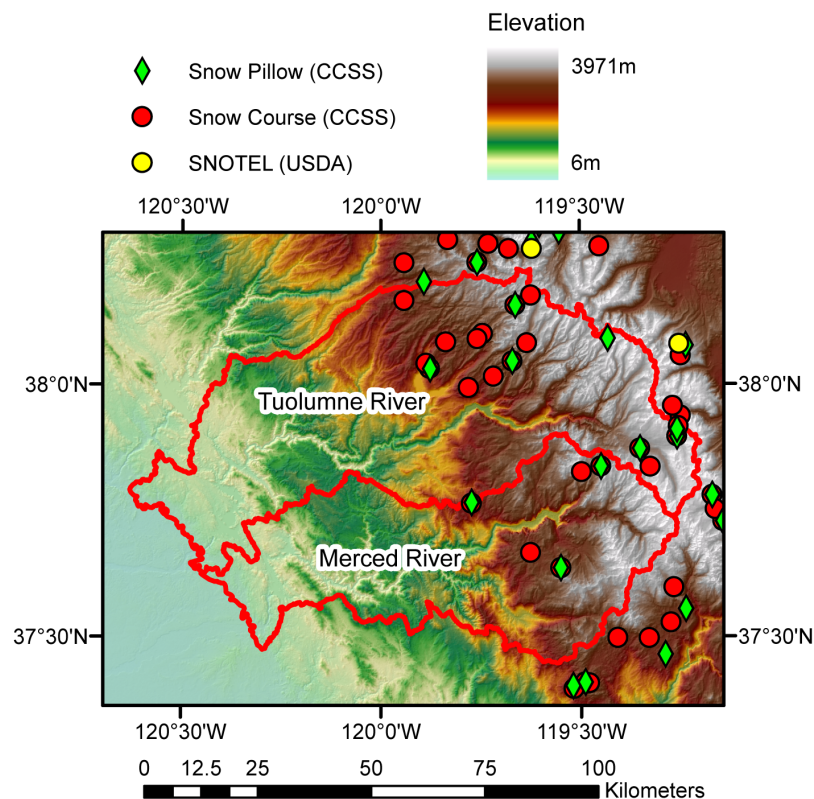 Elevation
Snow Pillow (CCSS)
3971m
Snow Course (CCSS)
SNOTEL (USDA)
6m
120°30'W 120°0'W 119°30'W
38°0'N 38°0'N
Tuolumne River
Merced River
37°30'N 37°30'N
120°30'W 120°0'W 119°30'W
0 12.5 25 50 75 100
Kilometers